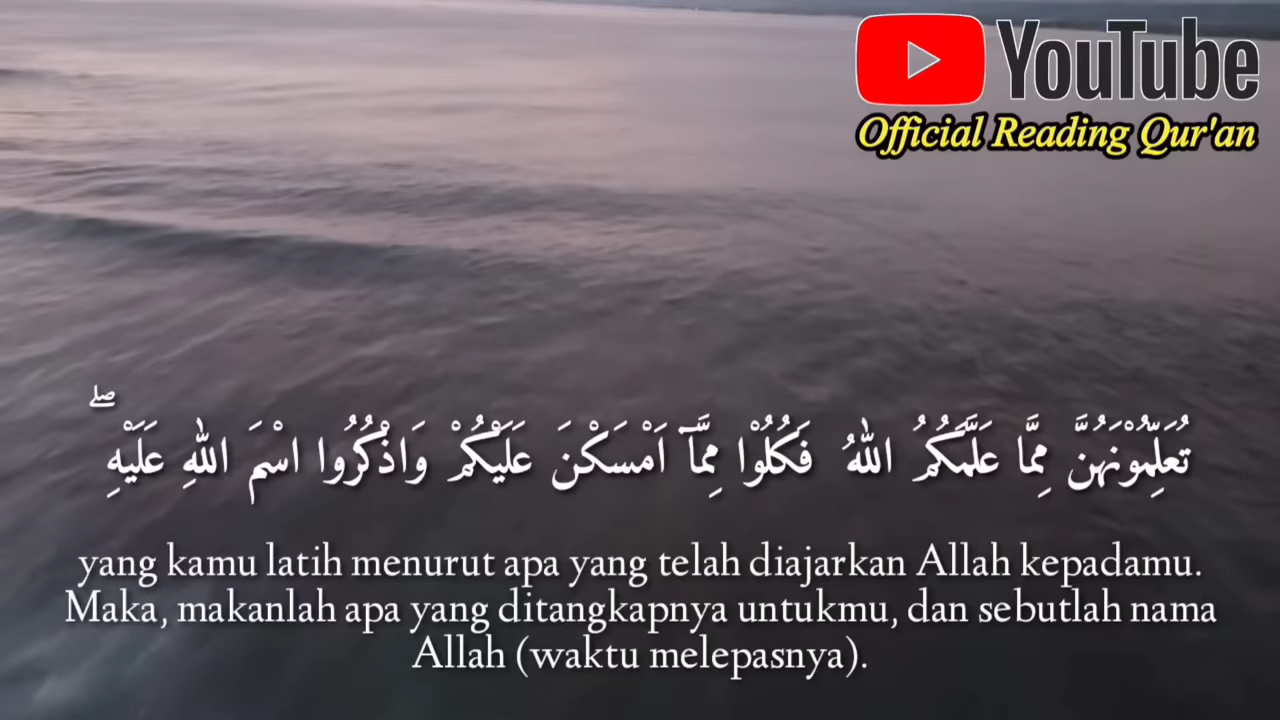 YouTube
Official Reading Qur'an
تُعَلِّمُوْنَهُنَّ مِمَّا عَلَّمَكُمُ اللّٰهُ فَكُلُوْا مِمَّآ اَمْسَكْنَ عَلَيْكُمْ وَاذْكُرُوا اسْمَ اللّٰهِ عَلَيْهِ ۖ
yang kamu latih menurut apa yang telah diajarkan Allah kepadamu.
Maka, makanlah apa yang ditangkapnya untukmu, dan sebutlah nama
Allah (waktu melepasnya).